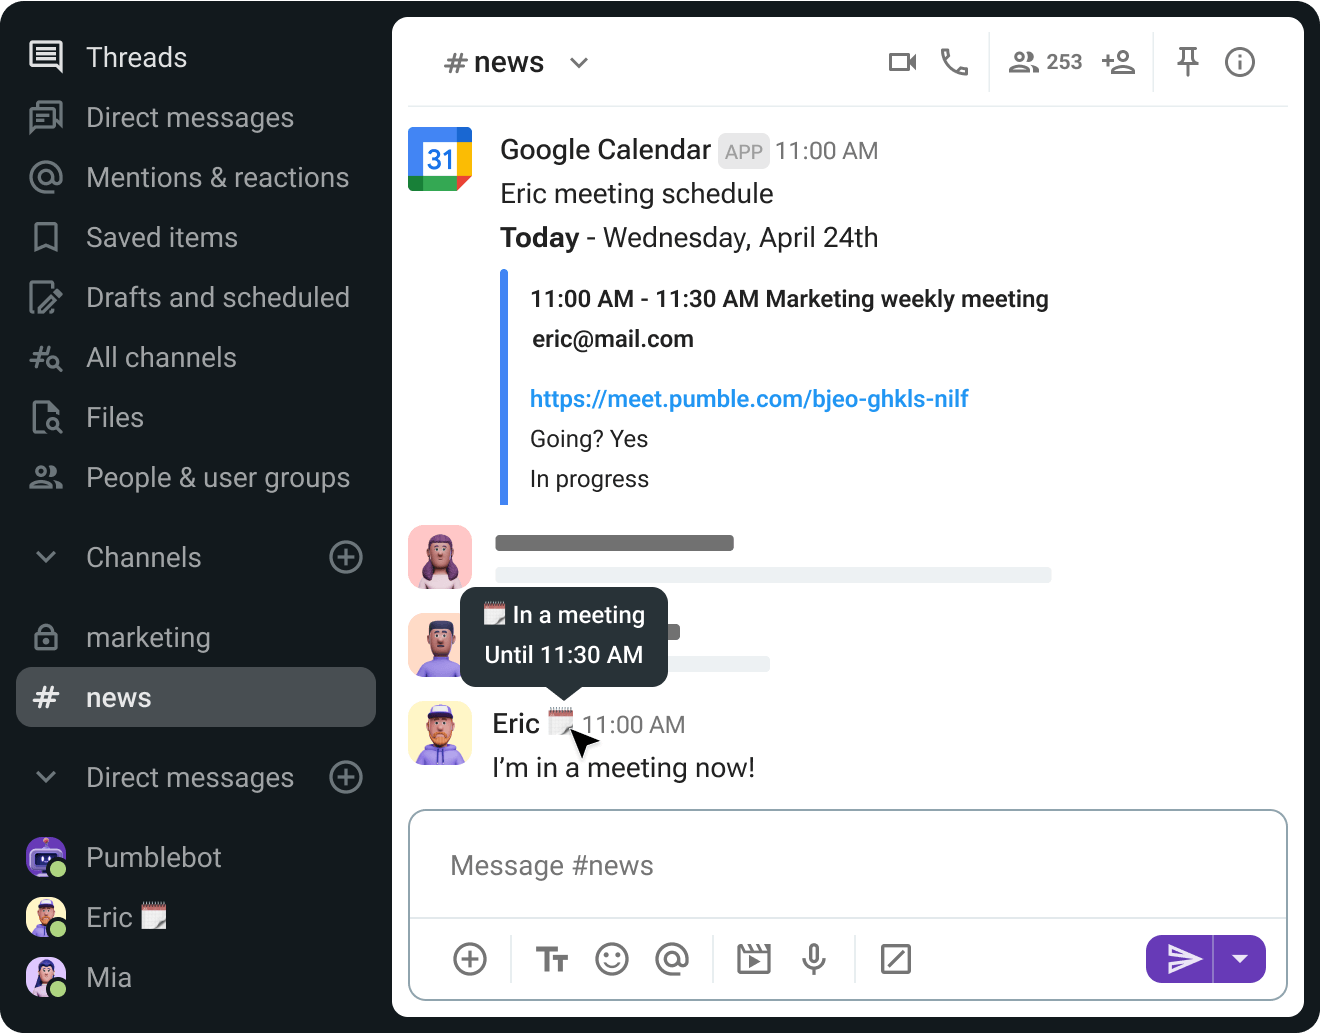 Threads
Direct messages
Mentions & reactions
Saved items
Drafts and scheduled
All channels
Files
People & user groups
Channels
marketing
# news
Direct messages
Pumblebot
Eric
Mia
# news
253
31
Google Calendar APP 11:00 AM
Eric meeting schedule
Today - Wednesday, April 24th
11:00 AM - 11:30 AM Marketing weekly meeting
eric@mail.com
https://meet.pumble.com/bjeo-ghkls-nilf
Going? Yes
In progress
In a meeting
Until 11:30 AM
Eric 11:00 AM
I’m in a meeting now!
Message #news